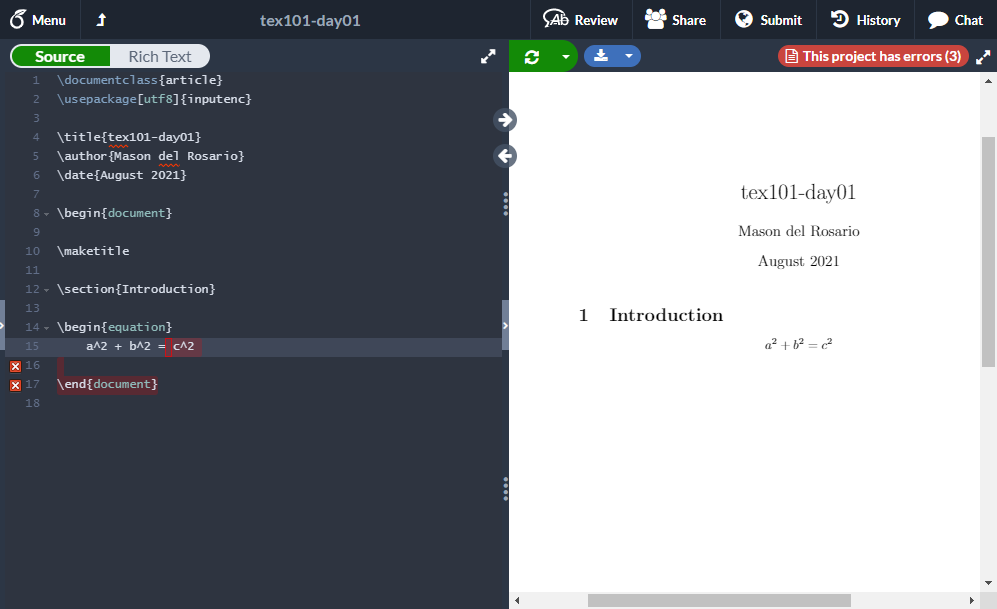 Menu
tex101-day01
Review
Share
Submit
History
Chat
Source
Rich Text
This project has errors (3)
1 \documentclass{article}
2 \usepackage[utf8]{inputenc}
3
4 \title{tex101-day01}
5 \author{Mason del Rosario}
6 \date{August 2021}
7
8 \begin{document}
9
10 \maketitle
11
12 \section{Introduction}
13
14 \begin{equation}
15 a^2 + b^2 = c^2
16
17 \end{document}
18
tex101-day01
Mason del Rosario
August 2021
1 Introduction
a² + b² = c²